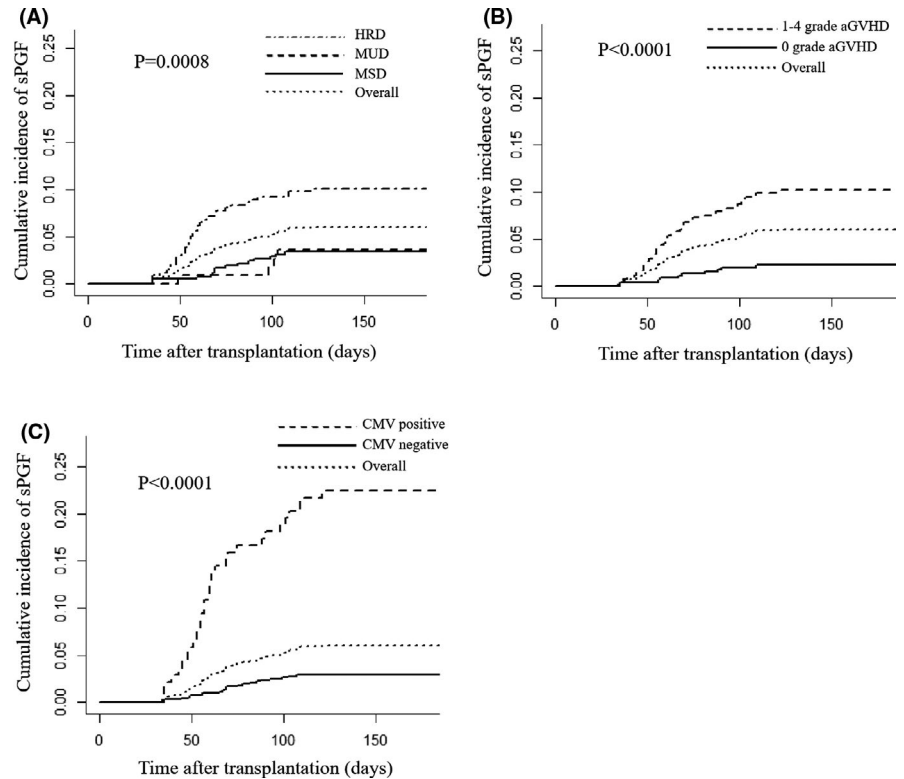 (A)
HRD
MUD
MSD
Overall
P=0.0008
Cumulative incidence of sPGF
0.25
0.20
0.15
0.10
0.05
0.00
0 50 100 150
Time after transplantation (days)
(B)
1-4 grade aGVHD
0 grade aGVHD
Overall
P<0.0001
Cumulative incidence of sPGF
0.25
0.20
0.15
0.10
0.05
0.00
0 50 100 150
Time after transplantation (days)
(C)
CMV positive
CMV negative
Overall
P<0.0001
Cumulative incidence of sPGF
0.25
0.20
0.15
0.10
0.05
0.00
0 50 100 150
Time after transplantation (days)